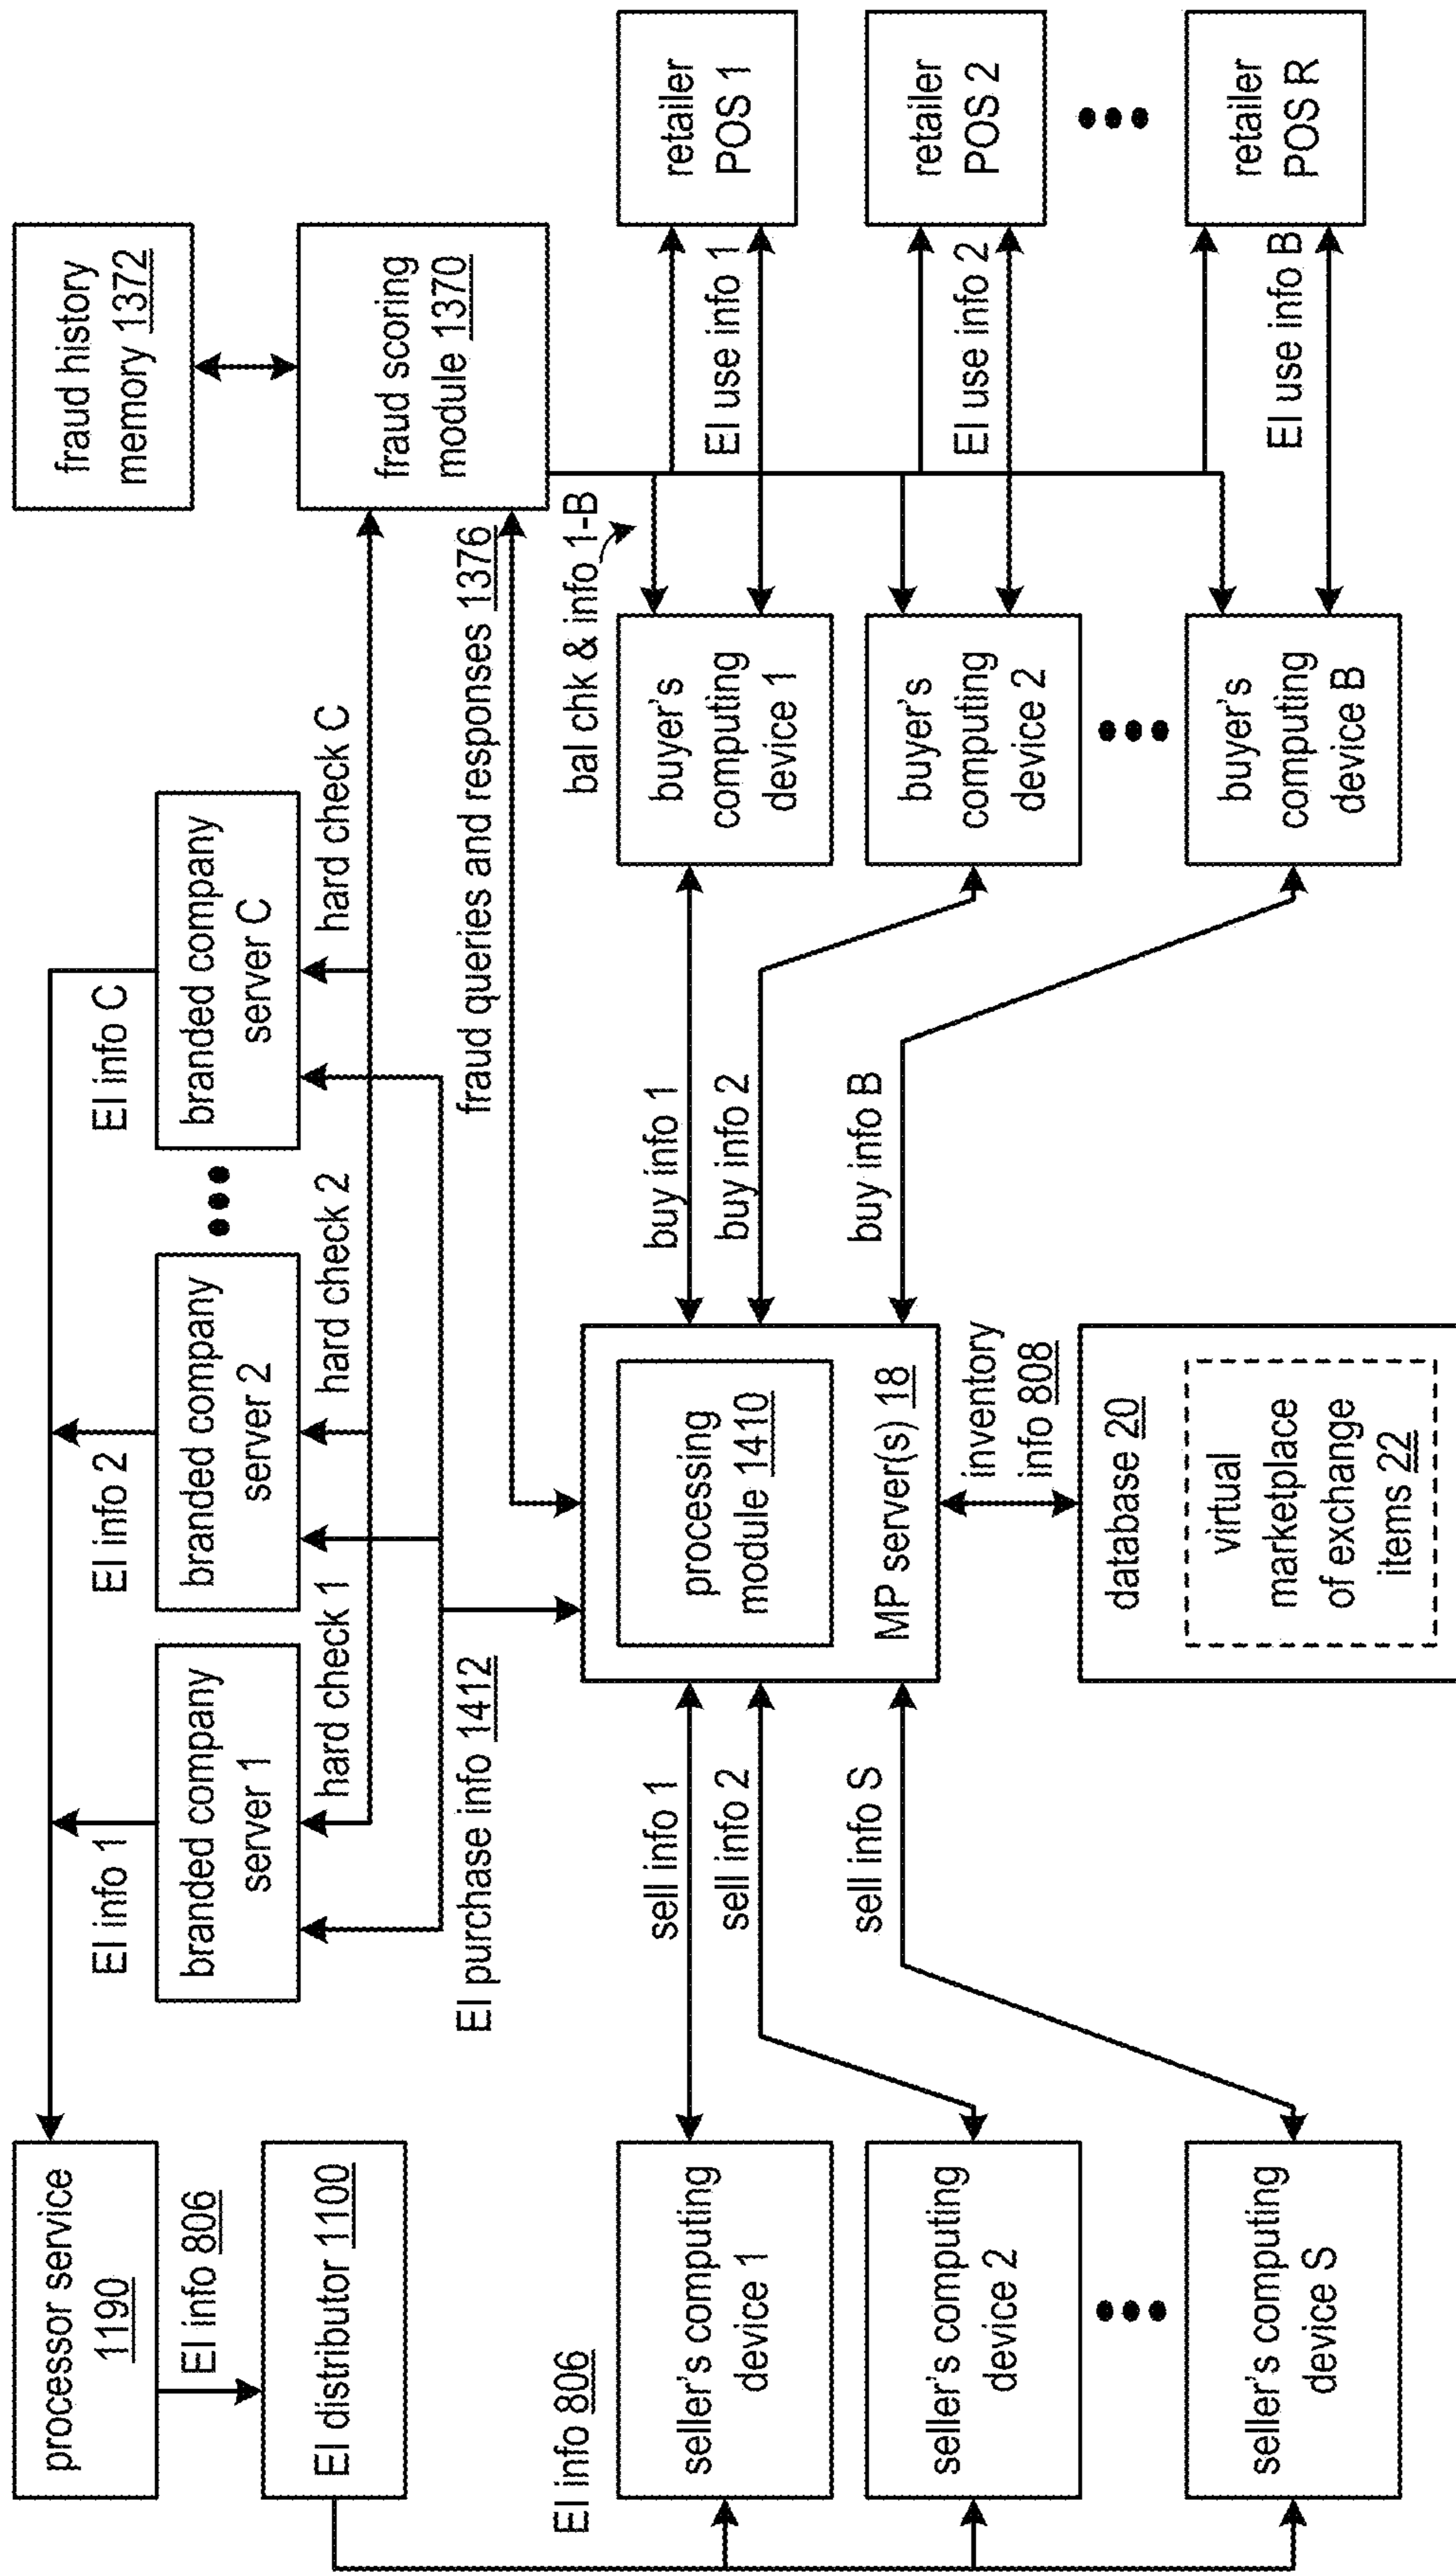 processor service
1190
EI info 806
EI distributor 1100
EI info 1
EI info 2
EI info C
branded company
server 1
branded company
server 2
branded company
server C
hard check 1
hard check 2
hard check C
fraud history
memory 1372
fraud scoring
module 1370
EI purchase info 1412
fraud queries and responses 1376
bal chk & info 1-B
EI info 806
seller's computing
device 1
seller's computing
device 2
seller's computing
device S
sell info 1
sell info 2
sell info S
processing
module 1410
MP server(s) 18
inventory
info 808
database 20
virtual
marketplace
of exchange
items 22
buy info 1
buy info 2
buy info B
buyer's
computing
device 1
buyer's
computing
device 2
buyer's
computing
device B
EI use info 1
EI use info 2
EI use info B
retailer
POS 1
retailer
POS 2
retailer
POS R